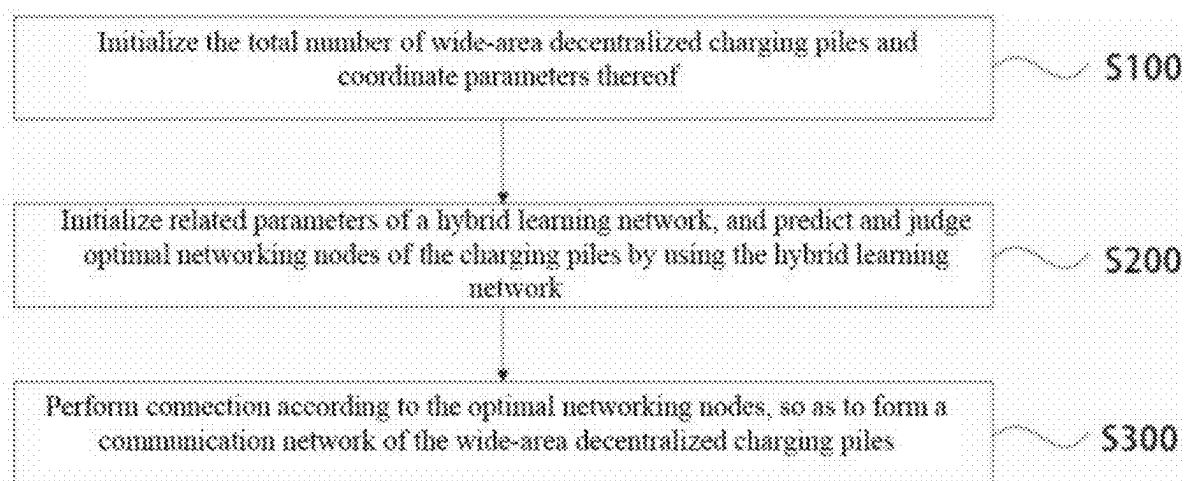 Initialize the total number of wide-area decentralized charging piles and
coordinate parameters thereof
S100
Initialize related parameters of a hybrid learning network, and predict and judge
optimal networking nodes of the charging piles by using the hybrid learning
network
S200
Perform connection according to the optimal networking nodes, so as to form a
communication network of the wide-area decentralized charging piles
S300